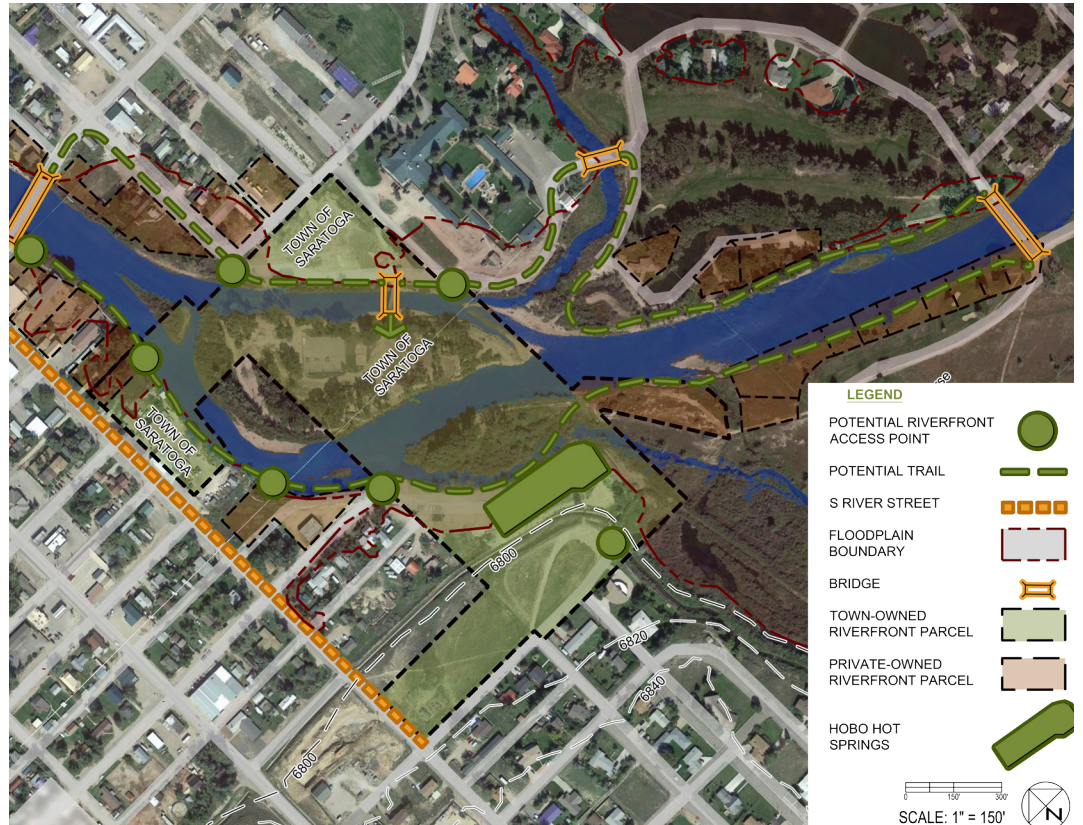 TOWN OF
SARATOGA
TOWN OF
SARATOGA
TOWN OF
SARATOGA
6800
6820
6840
6800
LEGEND
POTENTIAL RIVERFRONT
ACCESS POINT
POTENTIAL TRAIL
S RIVER STREET
FLOODPLAIN
BOUNDARY
BRIDGE
TOWN-OWNED
RIVERFRONT PARCEL
PRIVATE-OWNED
RIVERFRONT PARCEL
HOBO HOT
SPRINGS
0 150' 300'
SCALE: 1" = 150'
N